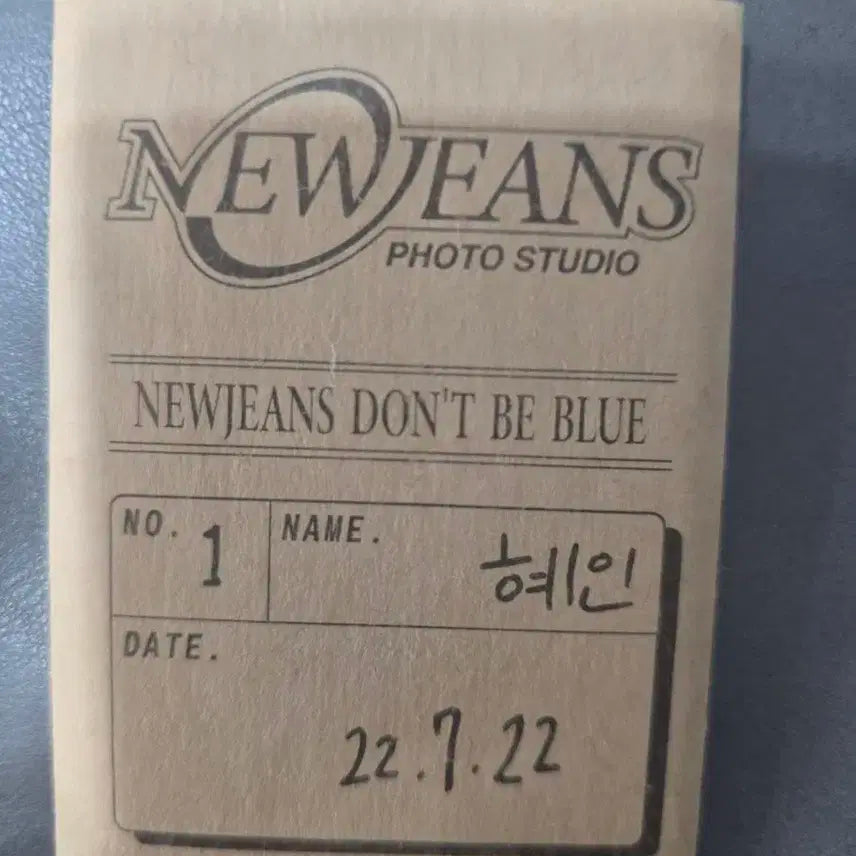 NEWJEANS
PHOTO STUDIO
NEWJEANS DON'T BE BLUE
NO. 1 NAME. 혜인
DATE.
22.7.22